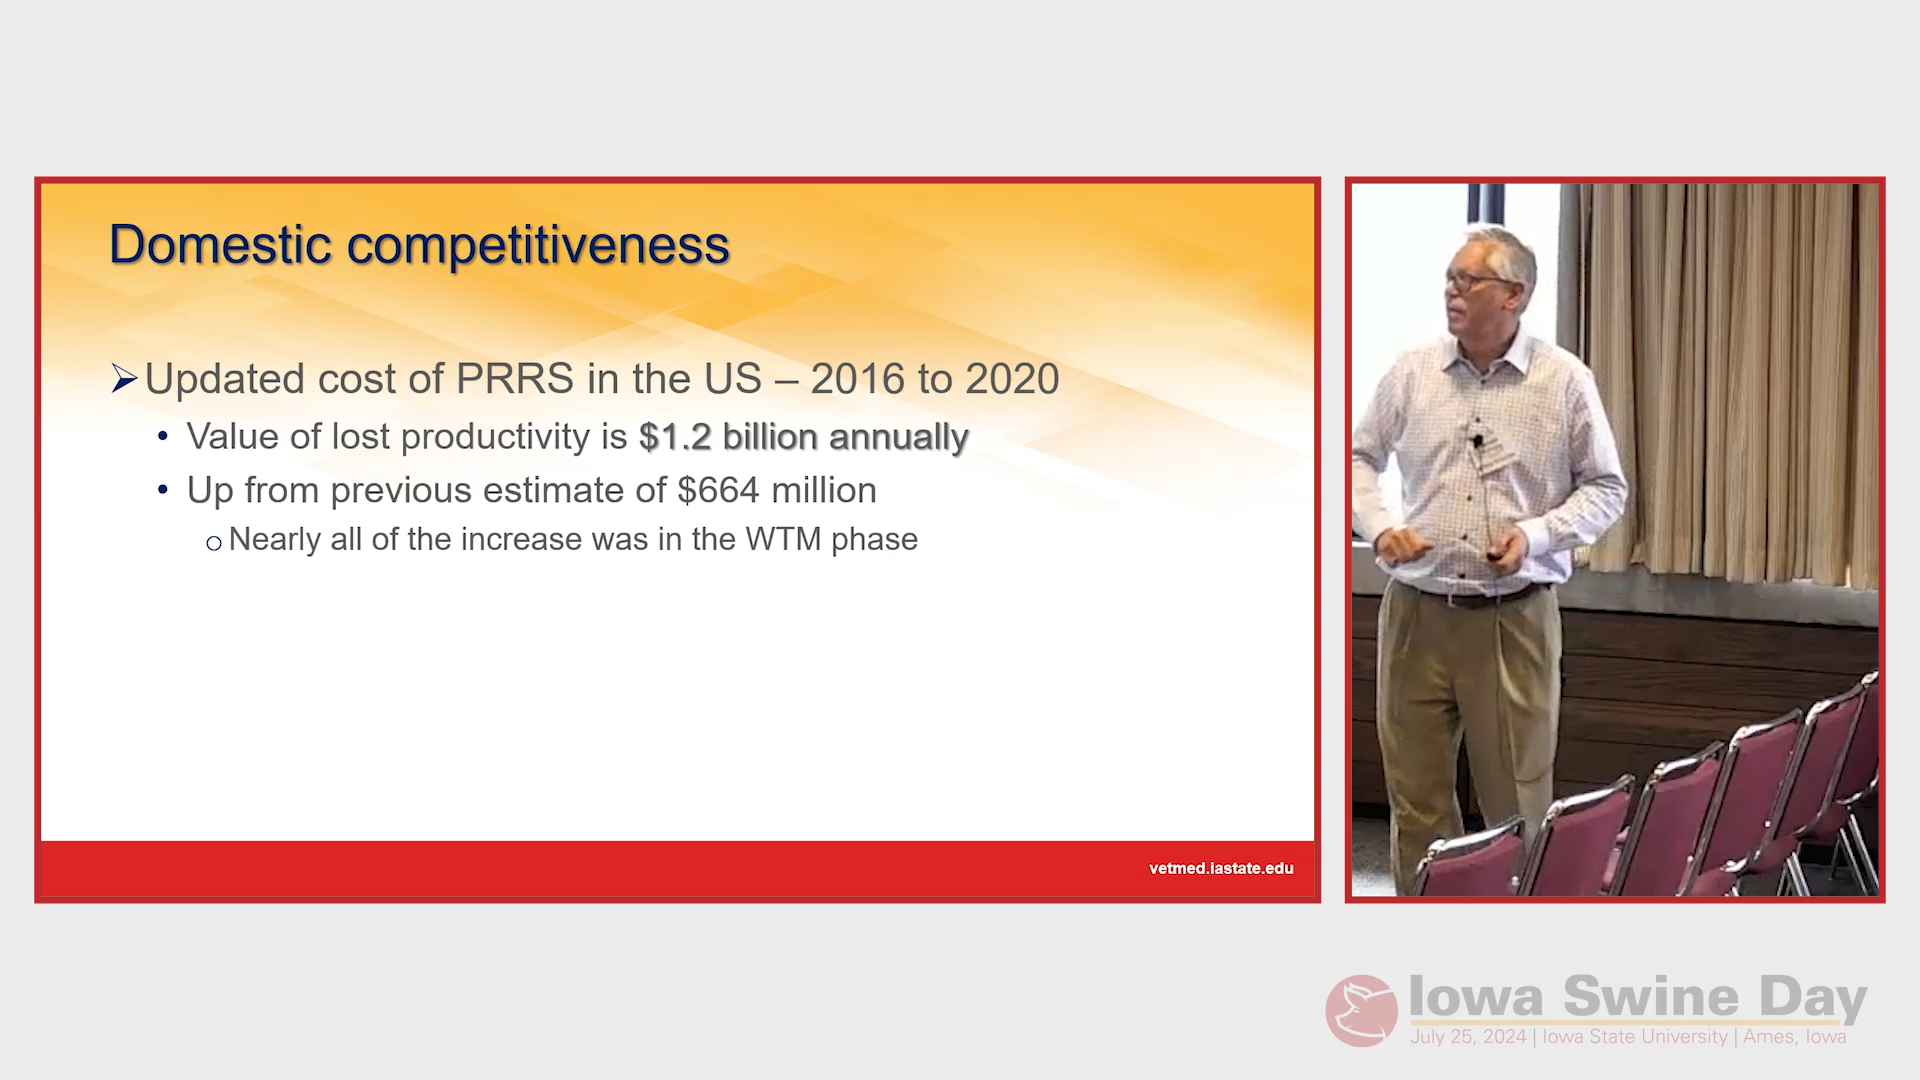 Domestic competitiveness
➢Updated cost of PRRS in the US – 2016 to 2020
• Value of lost productivity is $1.2 billion annually
• Up from previous estimate of $664 million
o Nearly all of the increase was in the WTM phase
vetmed.iastate.edu
Iowa Swine Day
July 25, 2024 | Iowa State University | Ames, Iowa